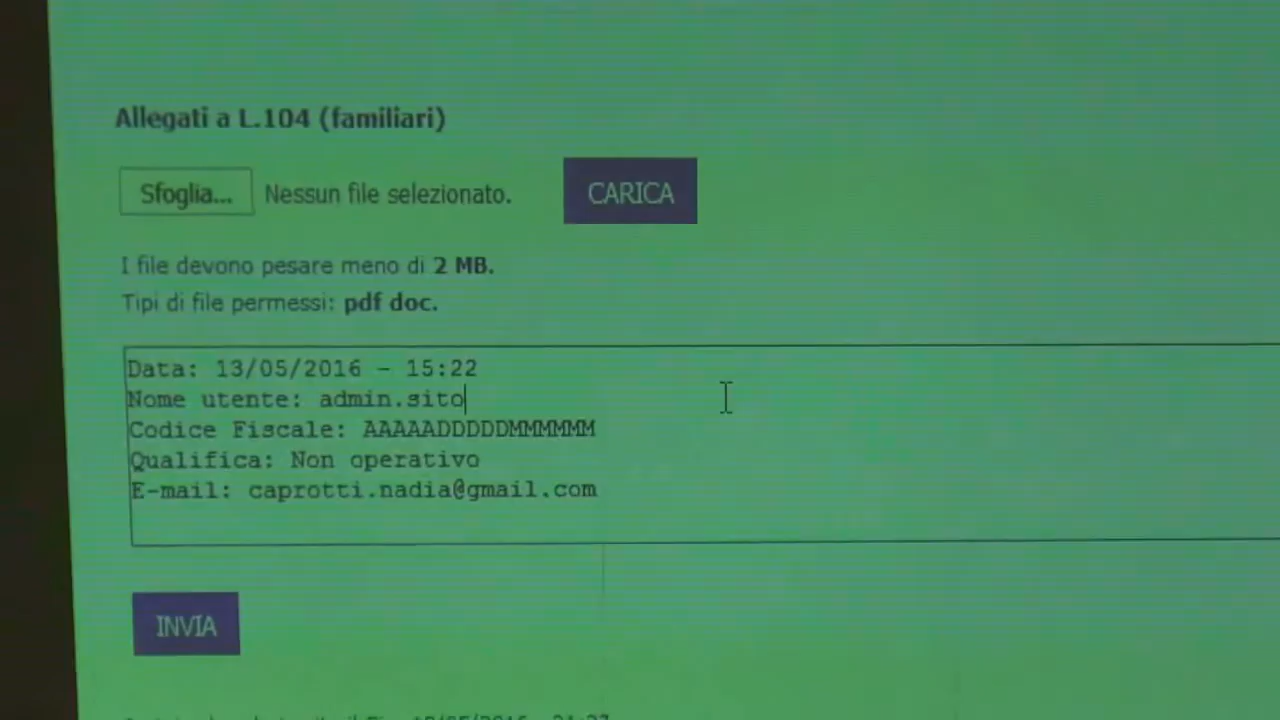 Allegati a L.104 (familiari)
Sfoglia... Nessun file selezionato. CARICA
I file devono pesare meno di 2 MB.
Tipi di file permessi: pdf doc.
Data: 13/05/2016 - 15:22
Nome utente: admin.sito
Codice Fiscale: AAAAADDDDDMMMMMM
Qualifica: Non operativo
E-mail: caprotti.nadia@gmail.com
INVIA